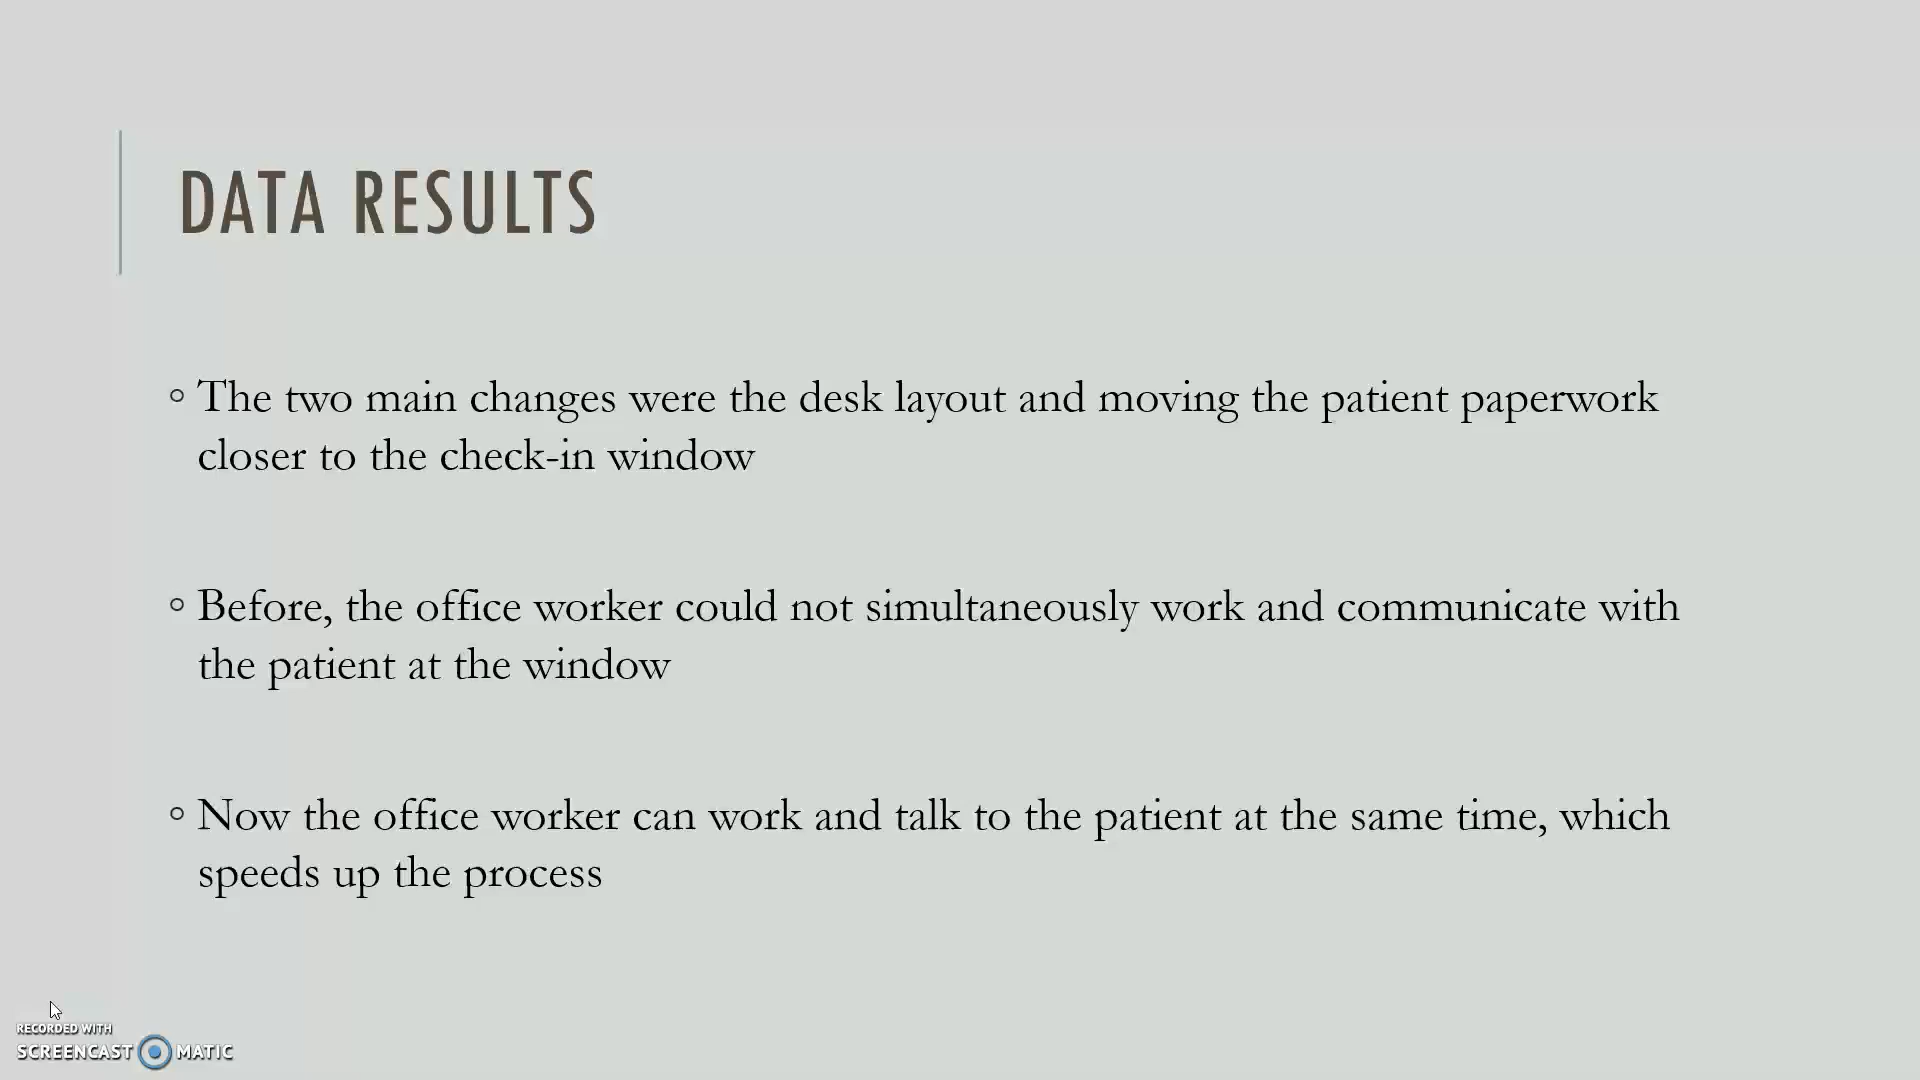 DATA RESULTS
◦ The two main changes were the desk layout and moving the patient paperwork
closer to the check-in window
◦ Before, the office worker could not simultaneously work and communicate with
the patient at the window
◦ Now the office worker can work and talk to the patient at the same time, which
speeds up the process
RECORDED WITH
SCREENCAST MATIC